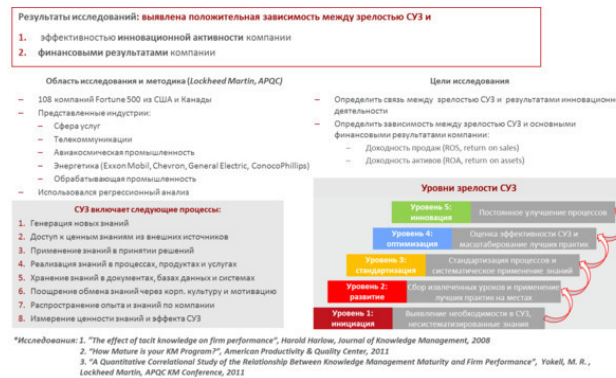 Результаты исследований: выявлена положительная зависимость между зрелостью СУЗ и
1. эффективностью инновационной активности компании
2. финансовыми результатами компании
Область исследования и методика (Lockheed Martin, APQC)
– 108 компаний Fortune 500 из США и Канады
– Представленные индустрии:
– Сфера услуг
– Телекоммуникации
– Авиакосмическая промышленность
– Энергетика (Exxon Mobil, Chevron, General Electric, ConocoPhillips)
– Обрабатывающая промышленность
– Использовался регрессионный анализ
СУЗ включает следующие процессы:
1. Генерация новых знаний
2. Доступ к ценным знаниям из внешних источников
3. Применение знаний в принятии решений
4. Реализация знаний в процессах, продуктах и услугах
5. Хранение знаний в документах, базах данных и системах
6. Поощрение обмена знаний через корп. культуру и мотивацию
7. Распространение опыта и знаний по компании
8. Измерение ценности знаний и эффекта СУЗ
Цели исследования
– Определить связь между зрелостью СУЗ и результатами инновационн
деятельности
– Определить зависимость между зрелостью СУЗ и основными
финансовыми результатами компании:
– Доходность продаж (ROS, return on sales)
– Доходность активов (ROA, return on assets)
Уровни зрелости СУЗ
Уровень 5:
инновация
Постоянное улучшение процессов
Уровень 4:
оптимизация
Оценка эффективности СУЗ и
масштабирование лучших практик
Уровень 3:
стандартизация
Стандартизация процессов и
систематическое применение знаний
Уровень 2:
развитие
Сбор извлеченных уроков и применение
лучших практик на местах
Уровень 1:
инициация
Выявление необходимости в СУЗ,
несистематизированные знания
*Исследования: 1. "The effect of tacit knowledge on firm performance", Harold Harlow, Journal of Knowledge Management, 2008
2. "How Mature is your KM Program?", American Productivity & Quality Center, 2011
3. "A Quantitative Correlational Study of the Relationship Between Knowledge Management Maturity and Firm Performance", Yokell, M. R. ,
Lockheed Martin, APQC KM Conference, 2011